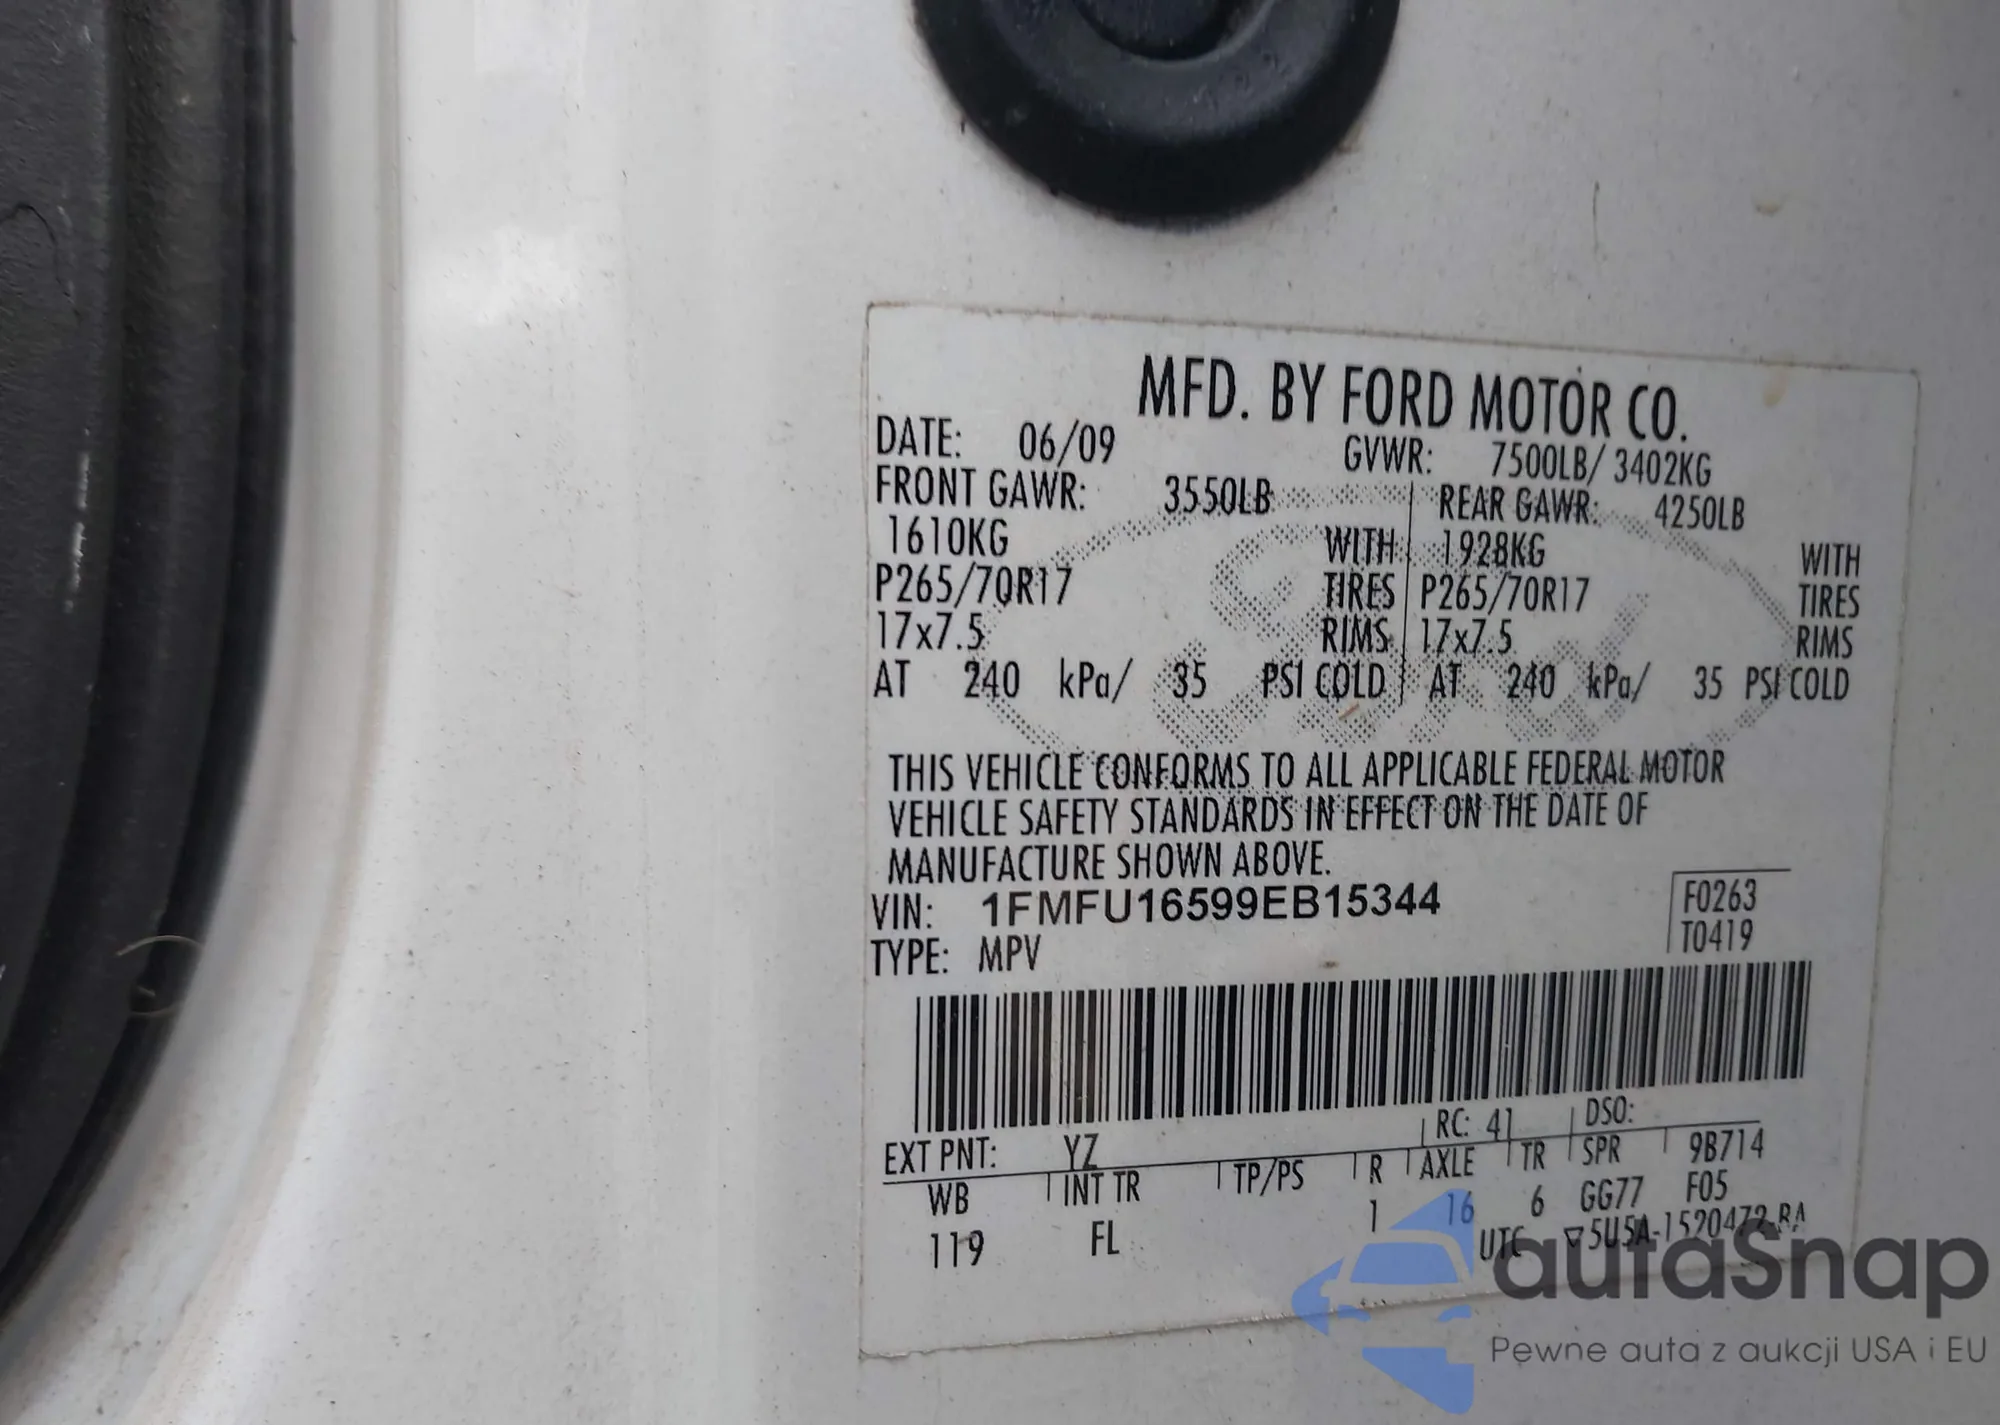 MFD. BY FORD MOTOR CO.
DATE: 06/09 GVWR: 7500LB/ 3402KG
FRONT GAWR: 3550LB REAR GAWR: 4250LB
1610KG WITH 1928KG WITH
P265/70R17 TIRES P265/70R17 TIRES
17x7.5 RIMS 17x7.5 RIMS
AT 240 kPa/ 35 PSI COLD AT 240 kPa/ 35 PSI COLD
THIS VEHICLE CONFORMS TO ALL APPLICABLE FEDERAL MOTOR
VEHICLE SAFETY STANDARDS IN EFFECT ON THE DATE OF
MANUFACTURE SHOWN ABOVE.
VIN: 1FMFU16599EB15344 F0263
TYPE: MPV T0419
EXT PNT: YZ RC: 41 DSO:
WB INT TR TP/PS R AXLE TR SPR 9B714
119 FL 1 16 6 GG77 F05
UTC ▽5U5A-1520472-BA
autaSnap
Pewne auta z aukcji USA i EU